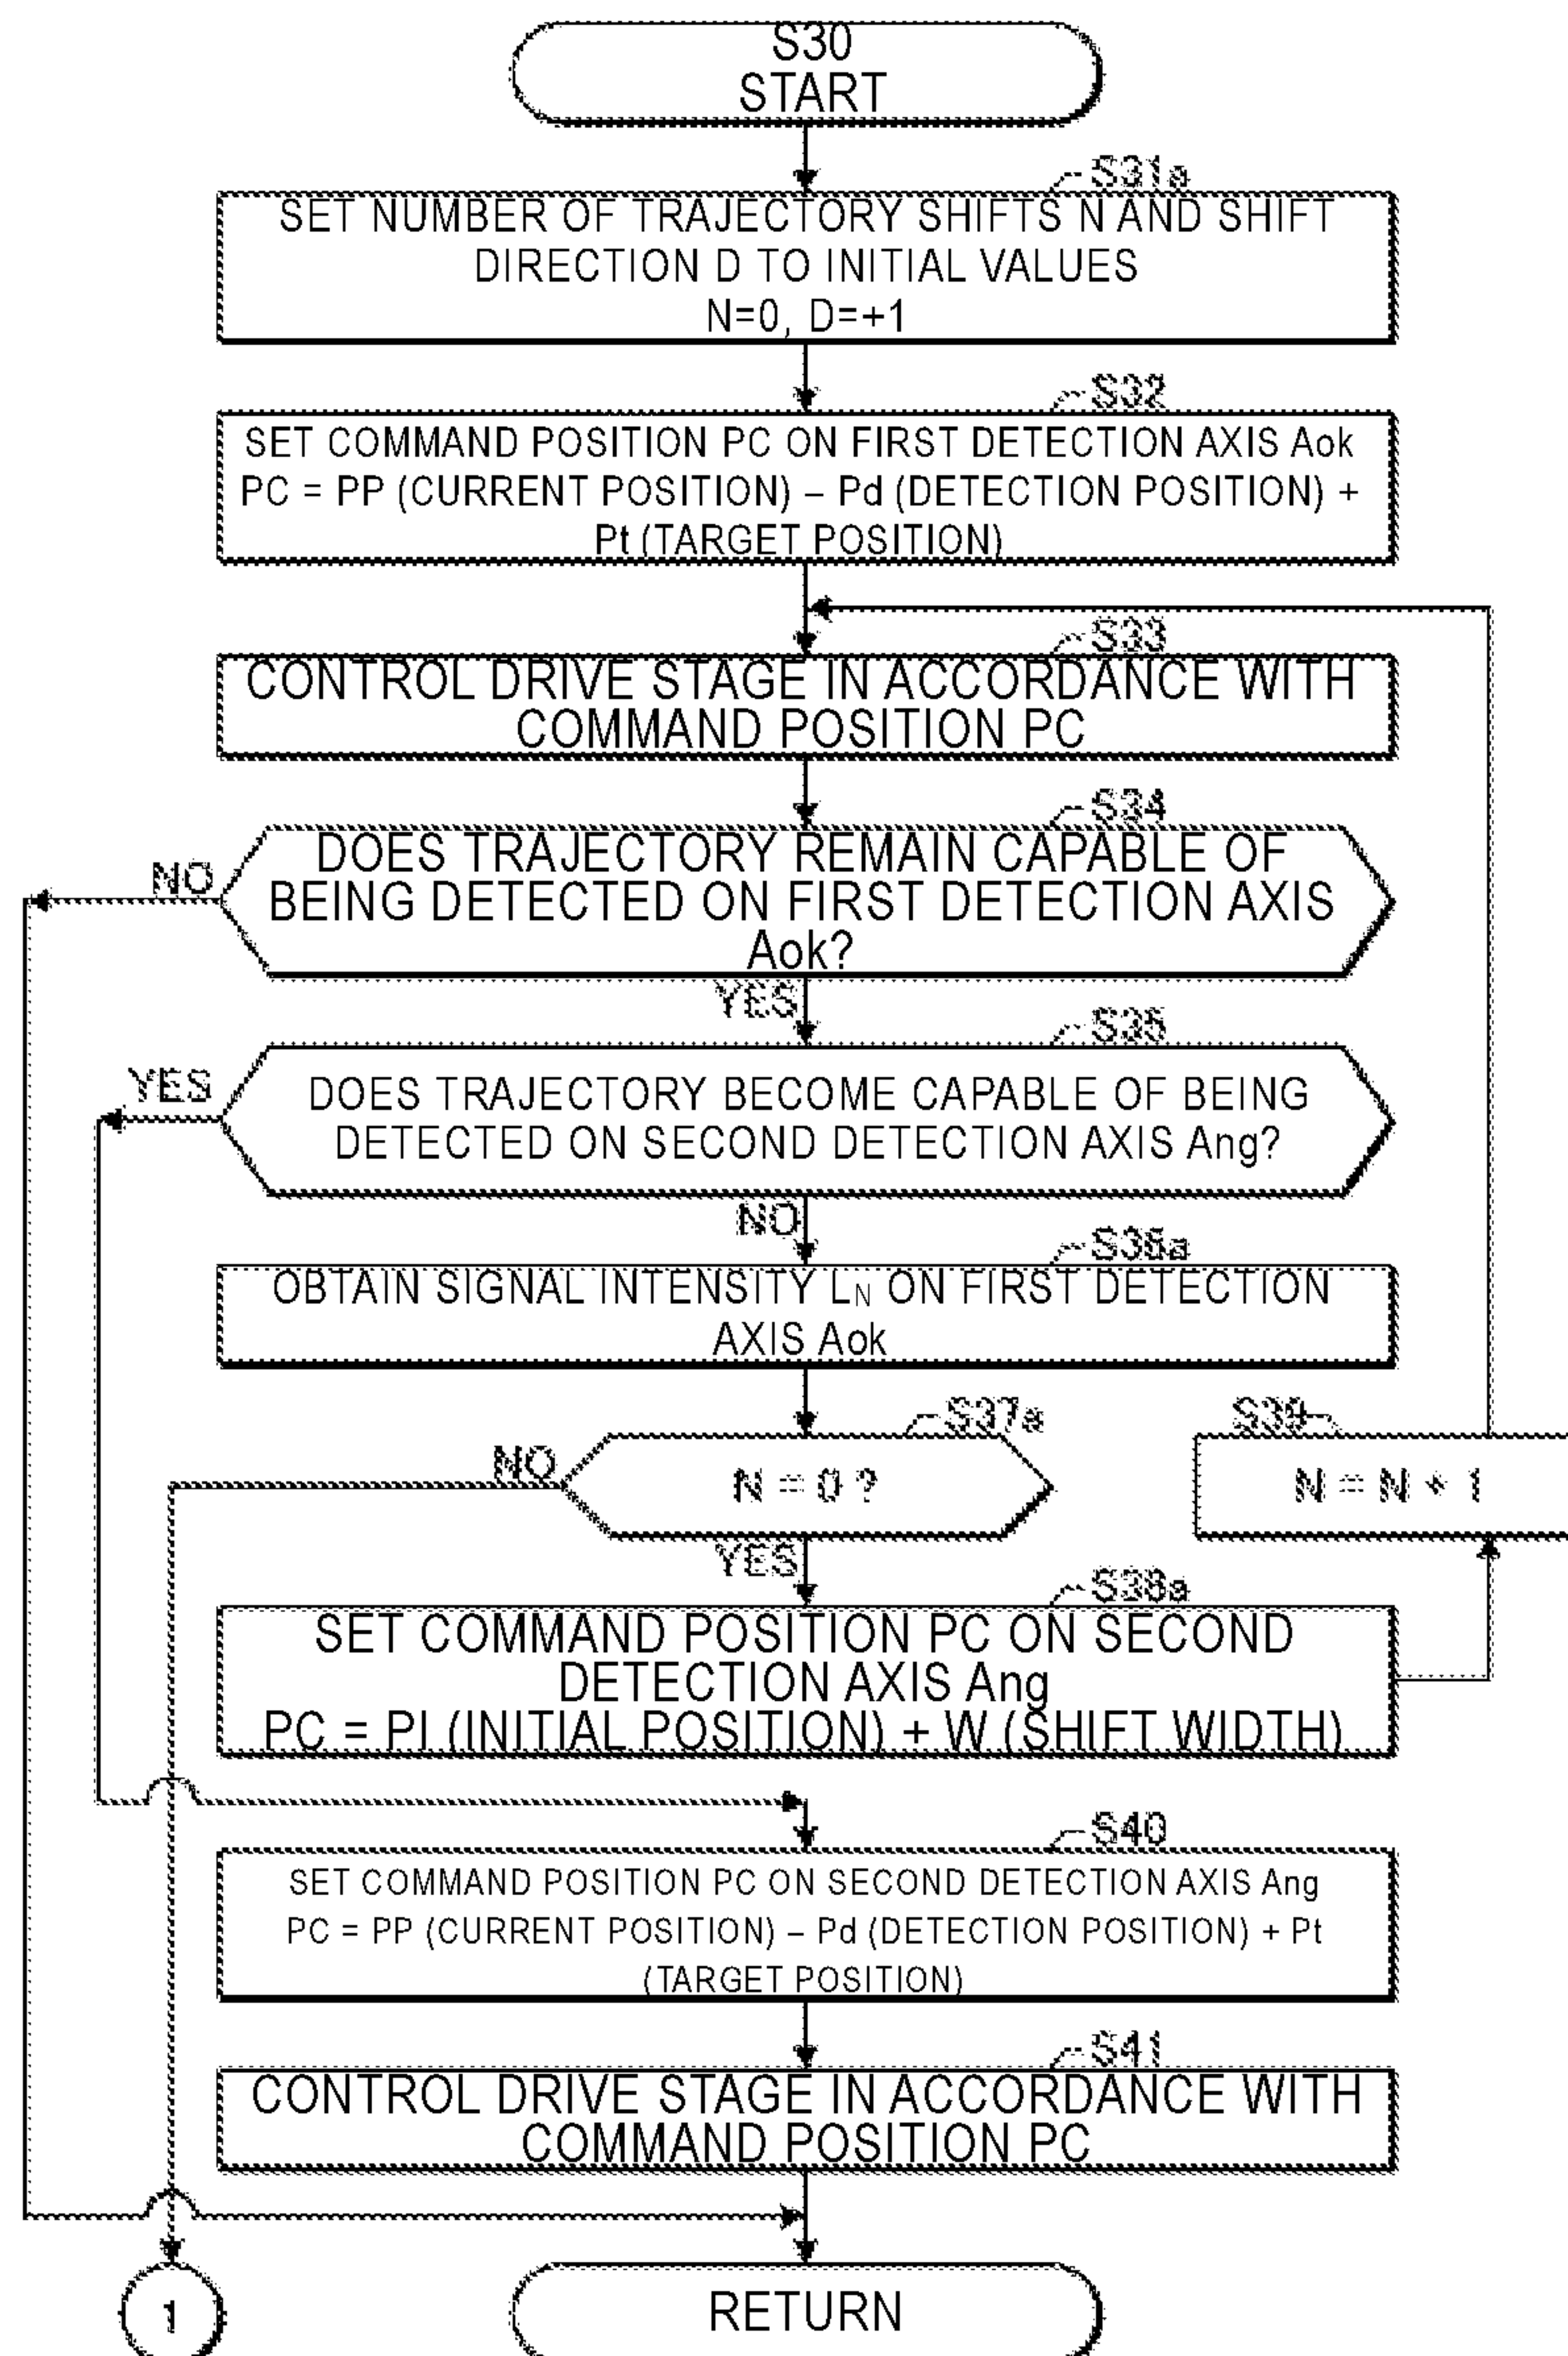 S30
START
S31a
SET NUMBER OF TRAJECTORY SHIFTS N AND SHIFT
DIRECTION D TO INITIAL VALUES
N=0, D=+1
S32
SET COMMAND POSITION PC ON FIRST DETECTION AXIS Aok
PC = PP (CURRENT POSITION) – Pd (DETECTION POSITION) +
Pt (TARGET POSITION)
S33
CONTROL DRIVE STAGE IN ACCORDANCE WITH
COMMAND POSITION PC
S34
DOES TRAJECTORY REMAIN CAPABLE OF
BEING DETECTED ON FIRST DETECTION AXIS
Aok?
NO
YES
S35
DOES TRAJECTORY BECOME CAPABLE OF BEING
DETECTED ON SECOND DETECTION AXIS Ang?
YES
NO
S36a
OBTAIN SIGNAL INTENSITY LN ON FIRST DETECTION
AXIS Aok
S37a
N = 0 ?
NO
YES
S39
N = N + 1
S38a
SET COMMAND POSITION PC ON SECOND
DETECTION AXIS Ang
PC = PI (INITIAL POSITION) + W (SHIFT WIDTH)
S40
SET COMMAND POSITION PC ON SECOND DETECTION AXIS Ang
PC = PP (CURRENT POSITION) – Pd (DETECTION POSITION) + Pt
(TARGET POSITION)
S41
CONTROL DRIVE STAGE IN ACCORDANCE WITH
COMMAND POSITION PC
1
RETURN